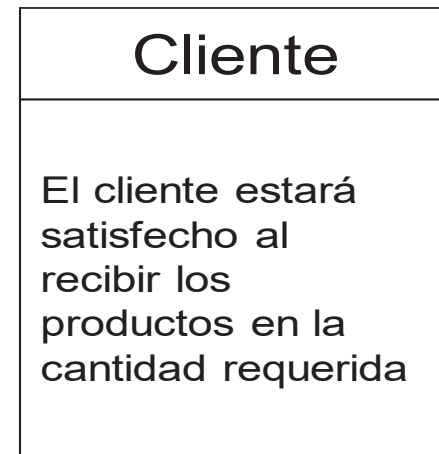 Cliente
El cliente estará
satisfecho al
recibir los
productos en la
cantidad requerida